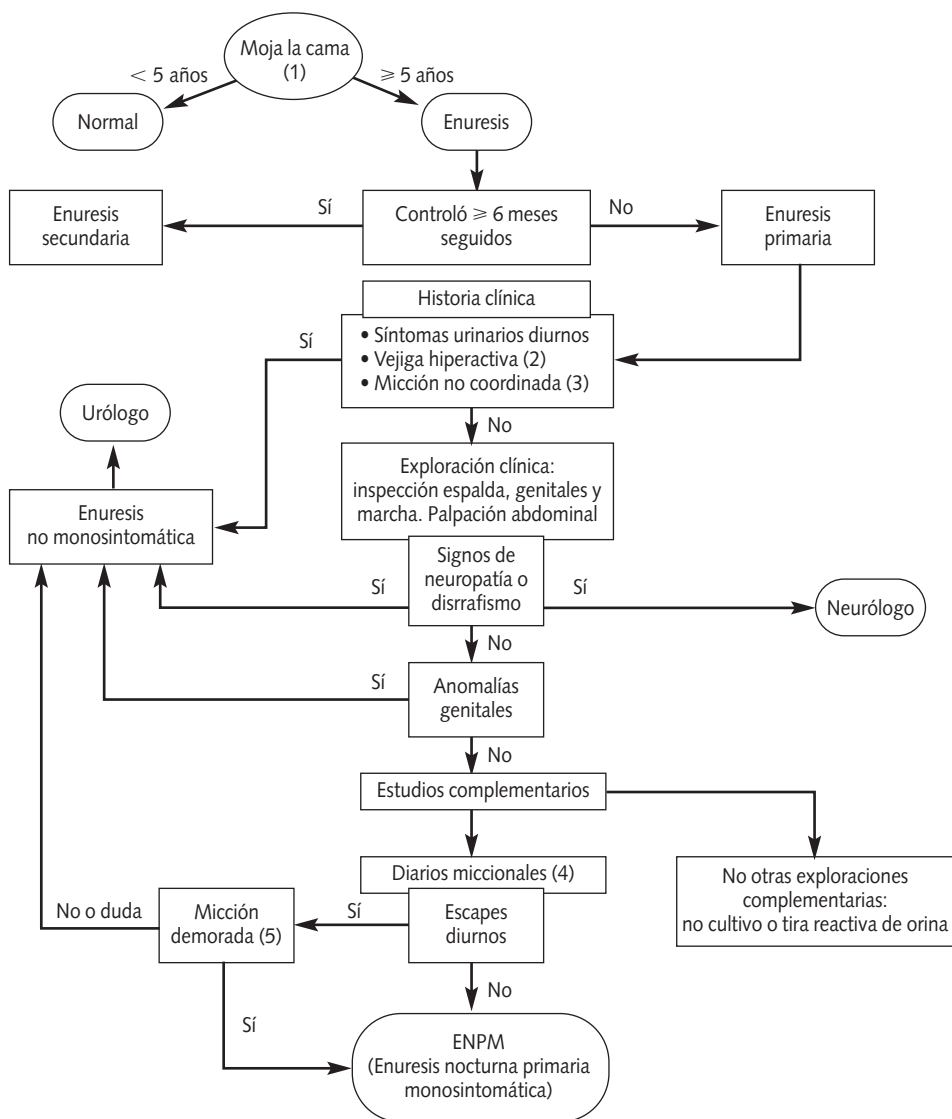 Moja la cama
(1)
< 5 años
≥ 5 años
Normal
Enuresis
Enuresis
secundaria
Sí
Controló ≥ 6 meses
seguidos
No
Enuresis
primaria
Historia clínica
• Síntomas urinarios diurnos
• Vejiga hiperactiva (2)
• Micción no coordinada (3)
Sí
No
Urólogo
Exploración clínica:
inspección espalda, genitales y
marcha. Palpación abdominal
Enuresis
no monosintomática
Signos de
neuropatía o
disrrafismo
Sí
Sí
Neurólogo
No
Sí
Anomalías
genitales
No
Estudios complementarios
Diarios miccionales (4)
No otras exploraciones
complementarias:
no cultivo o tira reactiva de orina
No o duda
Micción
demorada (5)
Sí
Escapes
diurnos
No
Sí
ENPM
(Enuresis nocturna primaria
monosintomática)